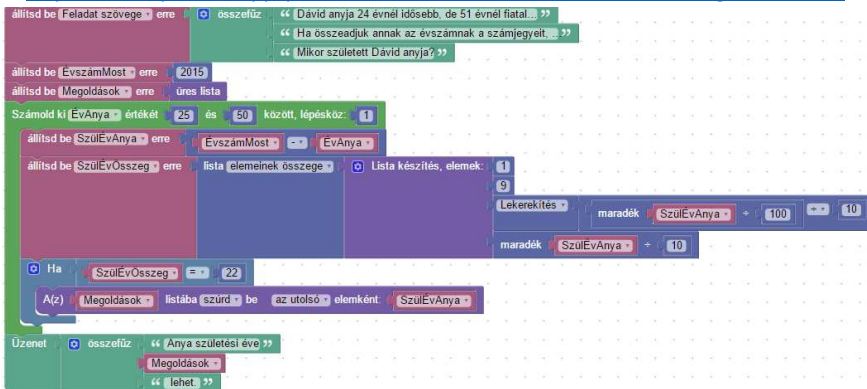 állítsd be Feladat szövege erre összefűz “ Dávid anyja 24 évnél idősebb, de 51 évnél fiatal... ”
“ Ha összeadjuk annak az évszámnak a számjegyeit, ... ”
“ Mikor született Dávid anyja? ”
állítsd be ÉvszámMost erre 2015
állítsd be Megoldások erre üres lista
Számold ki ÉvAnya értékét 25 és 50 között, lépésköz: 1
állítsd be SzülÉvAnya erre ÉvszámMost - ÉvAnya
állítsd be SzülÉvÖsszeg erre lista elemeinek összege Lista készítés, elemek: 1
9
Lekerekítés maradék SzülÉvAnya ÷ 100 ÷ 10
maradék SzülÉvAnya ÷ 10
Ha SzülÉvÖsszeg = 22
A(z) Megoldások listába szúrd be az utolsó elemként: SzülÉvAnya
Üzenet összefűz “ Anya születési éve ”
Megoldások
“ lehet. ”